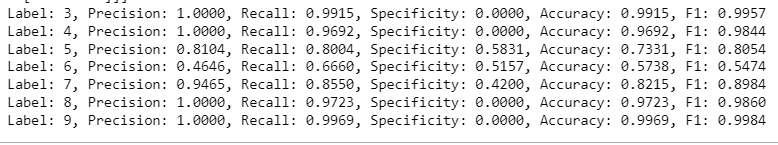 Label: 3, Precision: 1.0000, Recall: 0.9915, Specificity: 0.0000, Accuracy: 0.9915, F1: 0.9957
Label: 4, Precision: 1.0000, Recall: 0.9692, Specificity: 0.0000, Accuracy: 0.9692, F1: 0.9844
Label: 5, Precision: 0.8104, Recall: 0.8004, Specificity: 0.5831, Accuracy: 0.7331, F1: 0.8054
Label: 6, Precision: 0.4646, Recall: 0.6660, Specificity: 0.5157, Accuracy: 0.5738, F1: 0.5474
Label: 7, Precision: 0.9465, Recall: 0.8550, Specificity: 0.4200, Accuracy: 0.8215, F1: 0.8984
Label: 8, Precision: 1.0000, Recall: 0.9723, Specificity: 0.0000, Accuracy: 0.9723, F1: 0.9860
Label: 9, Precision: 1.0000, Recall: 0.9969, Specificity: 0.0000, Accuracy: 0.9969, F1: 0.9984